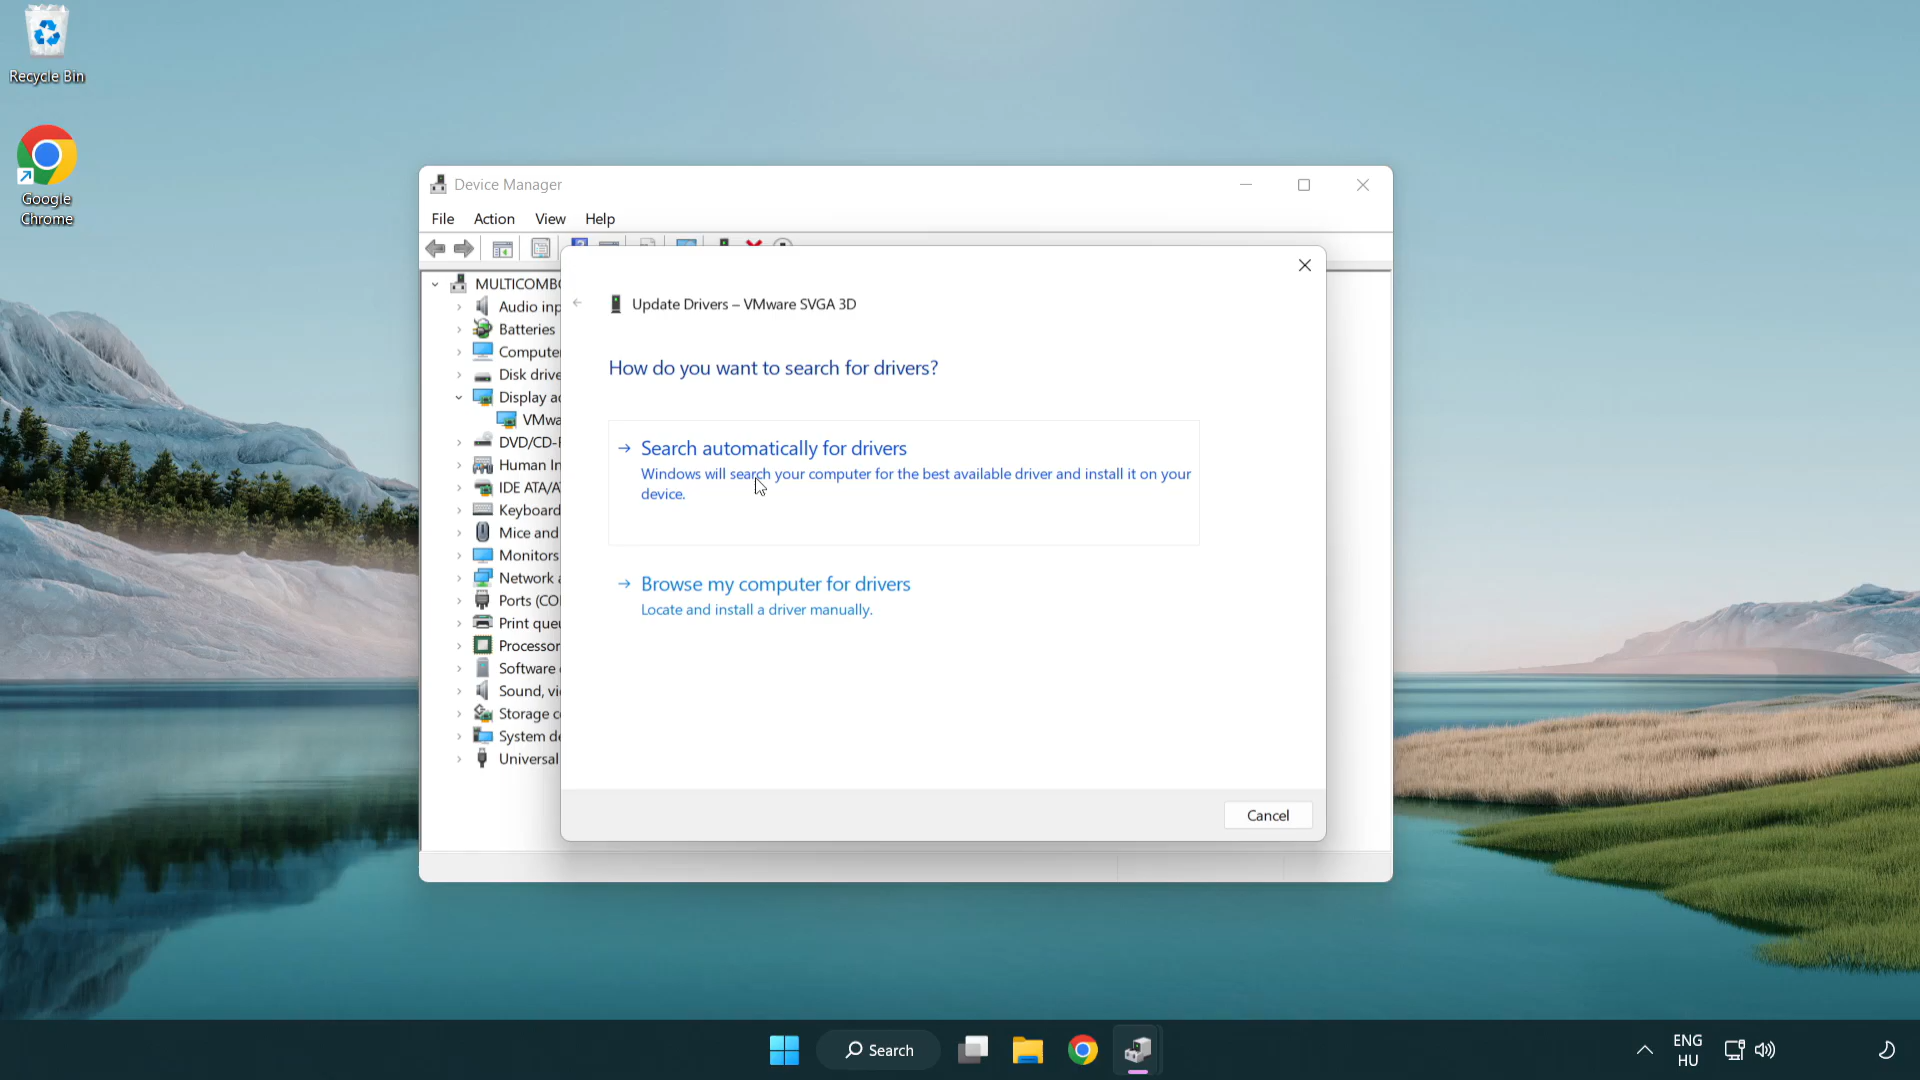 Recycle Bin
Google
Chrome
Device Manager
File Action View Help
MULTICOMBO
Audio inp
Batteries
Compute
Disk drive
Display ac
VMwa
DVD/CD-R
Human In
IDE ATA/A
Keyboard
Mice and
Monitors
Network a
Ports (CO
Print queu
Processor
Software
Sound, vi
Storage c
System de
Universal
Update Drivers – VMware SVGA 3D
How do you want to search for drivers?
Search automatically for drivers
Windows will search your computer for the best available driver and install it on your
device.
Browse my computer for drivers
Locate and install a driver manually.
Cancel
Search
ENG
HU